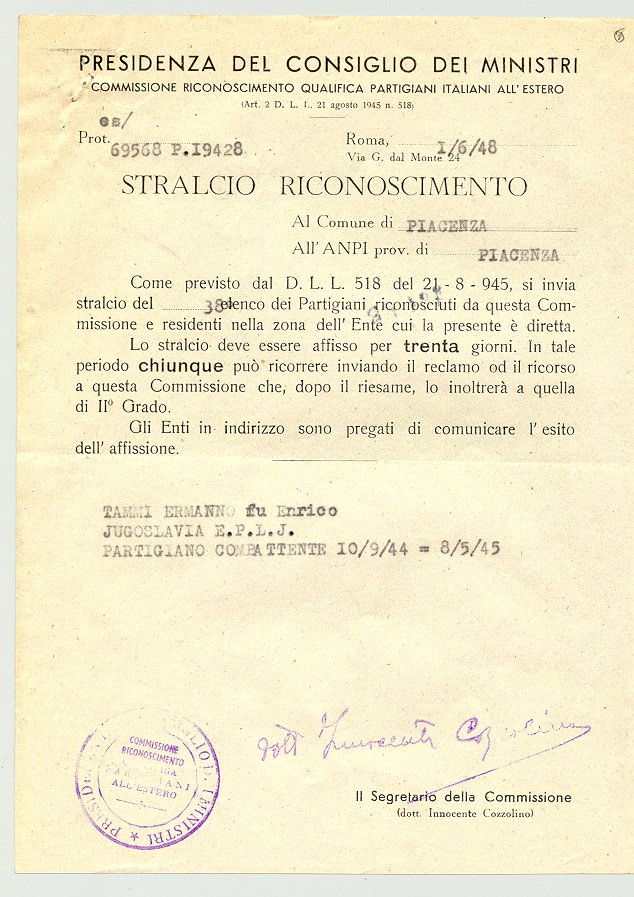 PRESIDENZA DEL CONSIGLIO DEI MINISTRI
COMMISSIONE RICONOSCIMENTO QUALIFICA PARTIGIANI ITALIANI ALL'ESTERO
(Art. 2 D. L. L. 21 agosto 1945 n. 518)
es/
Prot. 69568 P.I9428
Roma, I/6/48
Via G. dal Monte 24
STRALCIO RICONOSCIMENTO
Al Comune di PIACENZA
All'ANPI prov. di PIACENZA
Come previsto dal D. L. L. 518 del 21 - 8 - 945, si invia
stralcio del 38 elenco dei Partigiani riconosciuti da questa Com-
missione e residenti nella zona dell'Ente cui la presente è diretta.
Lo stralcio deve essere affisso per trenta giorni. In tale
periodo chiunque può ricorrere inviando il reclamo od il ricorso
a questa Commissione che, dopo il riesame, lo inoltrerà a quella
di IIº Grado.
Gli Enti in indirizzo sono pregati di comunicare l'esito
dell'affissione.
TAMMI ERMANNO fu Enrico
JUGOSLAVIA E.P.L.J.
PARTIGIANO COMBATTENTE IO/9/44 = 8/5/45
COMMISSIONE
RICONOSCIMENTO
PARTIGIANI
ALL'ESTERO
dott Innocente Cozzolino
Il Segretario della Commissione
(dott. Innocente Cozzolino)